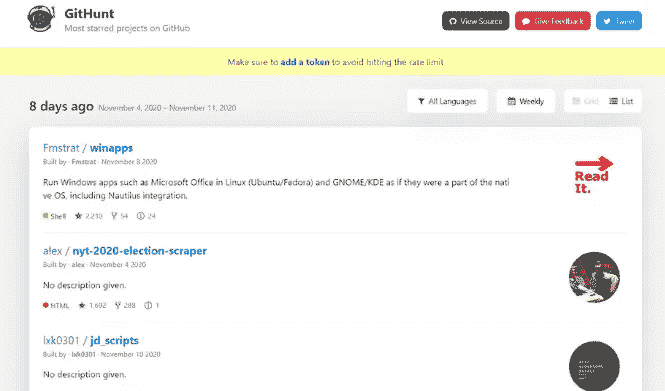 GitHunt
Most starred projects on GitHub
View Source
Give Feedback
Tweet
Make sure to add a token to avoid hitting the rate limit
8 days ago November 4, 2020 – November 11, 2020
All Languages
Weekly
Grid
List
Fmstrat / winapps
Built by · Fmstrat · November 8 2020
Run Windows apps such as Microsoft Office in Linux (Ubuntu/Fedora) and GNOME/KDE as if they were a part of the nati
ve OS, including Nautilus integration.
Shell 2,210 54 24
Read
It.
alex / nyt-2020-election-scraper
Built by · alex · November 4 2020
No description given.
HTML 1,692 288 1
lxk0301 / jd_scripts
Built by · lxk0301 · November 10 2020
No description given.